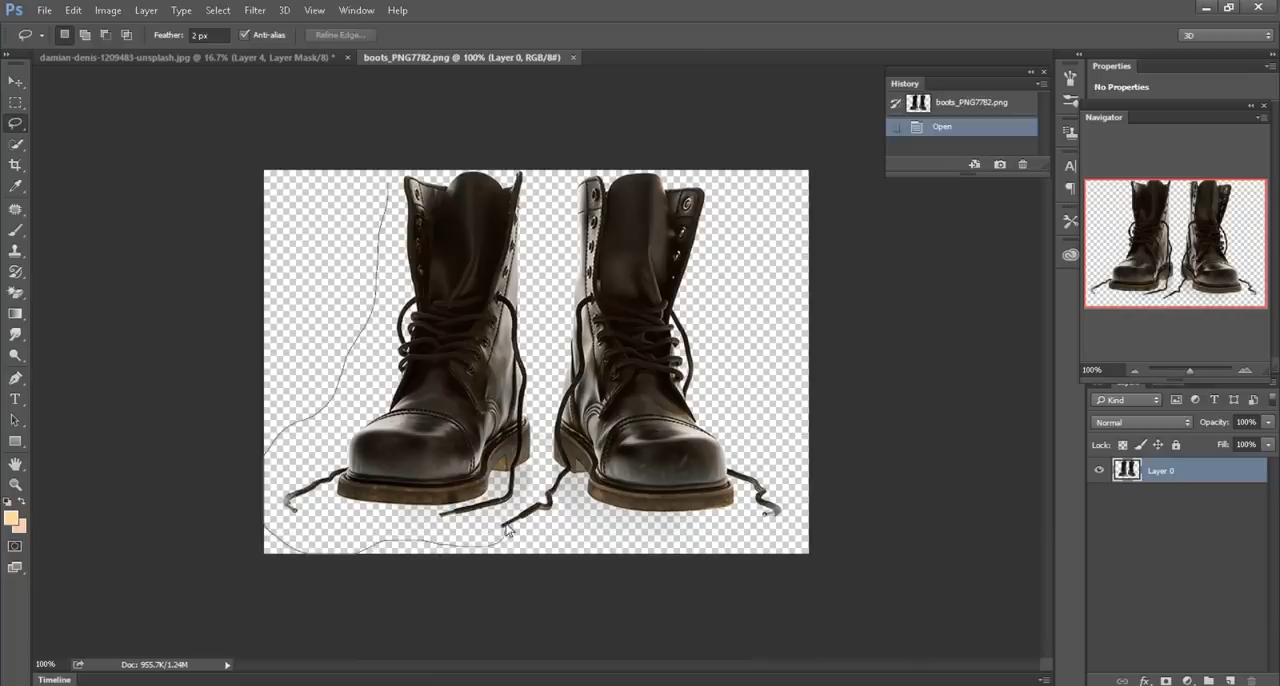 Ps File Edit Image Layer Type Select Filter 3D View Window Help
Feather: 2 px Anti-alias Refine Edge... 3D
damian-denis-1209483-unsplash.jpg @ 16.7% (Layer 4, Layer Mask/8) * × boots_PNG7782.png @ 100% (Layer 0, RGB/8#) ×
Properties
No Properties
History
boots_PNG7782.png
Open
Navigator
100%
Layers
Kind
Normal Opacity: 100%
Lock: Fill: 100%
Layer 0
100% Doc: 955.7K/1.24M
Timeline